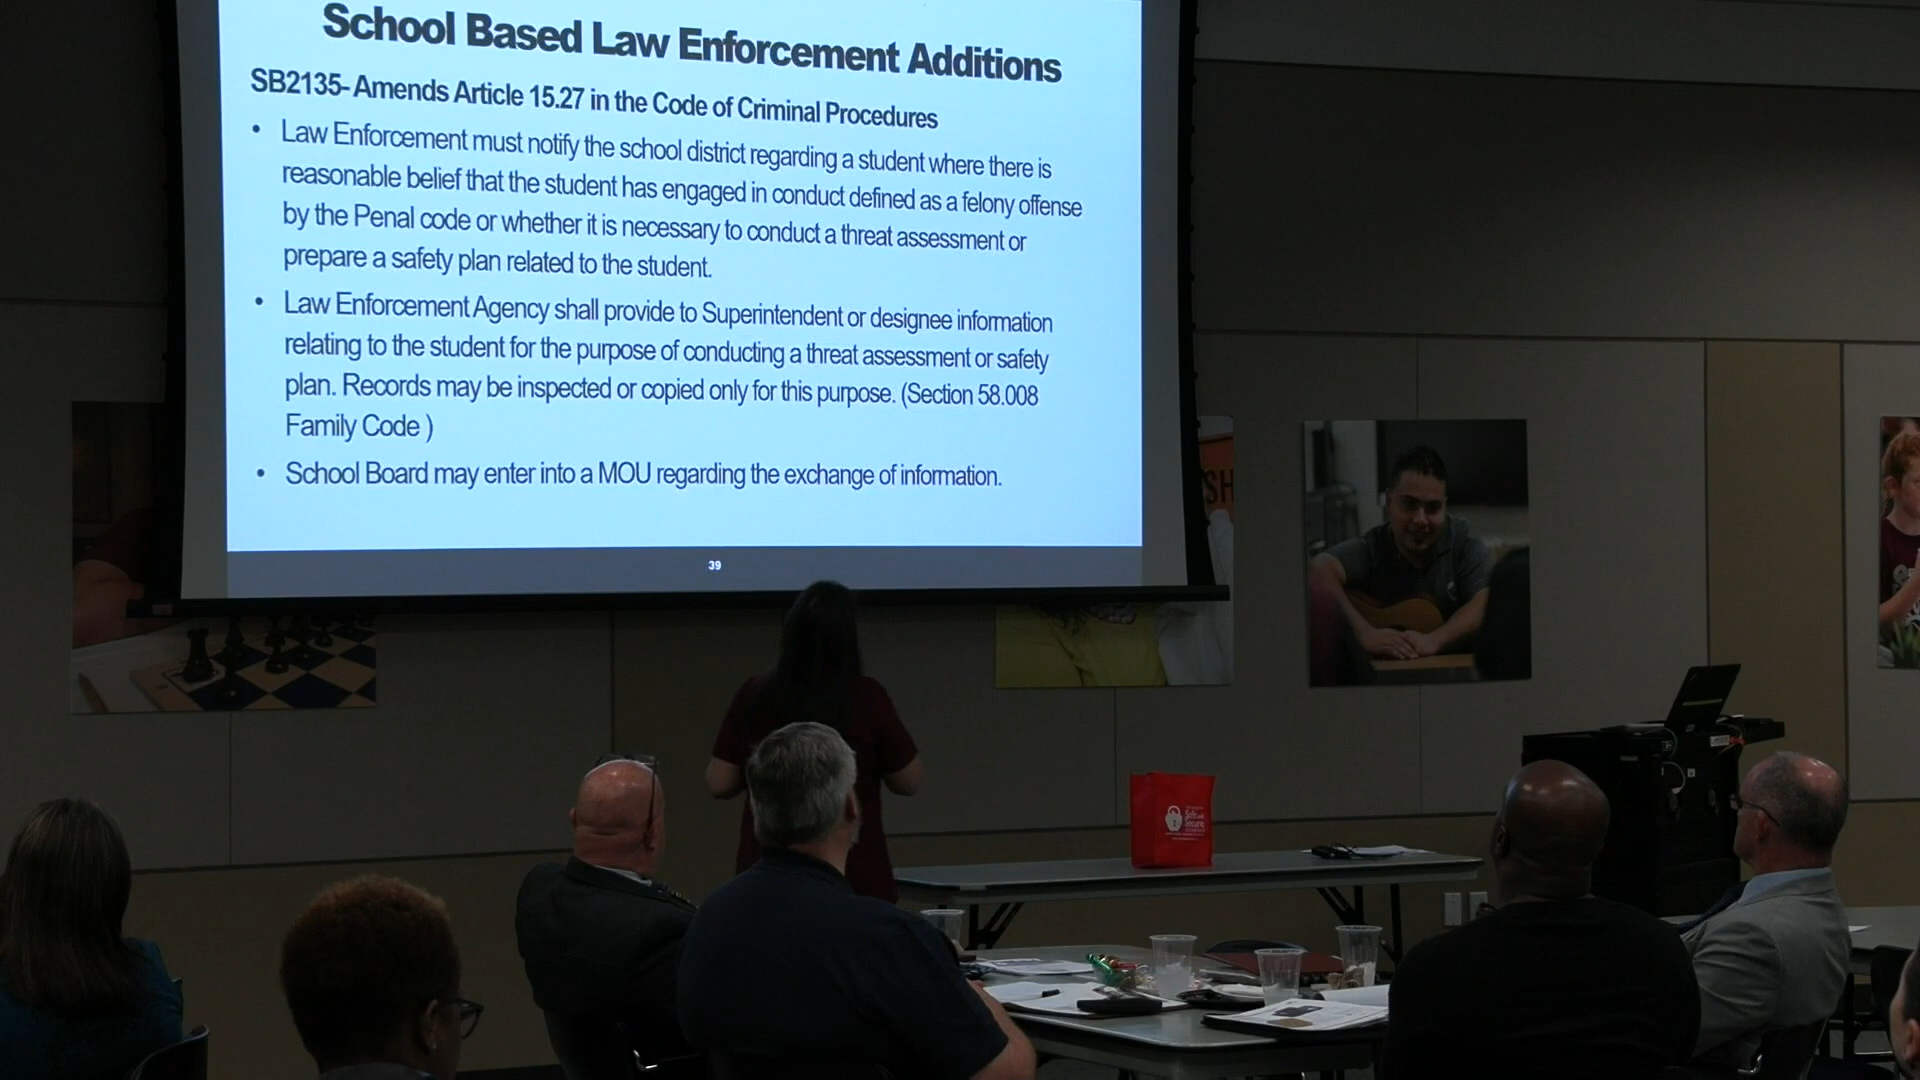 School Based Law Enforcement Additions
SB2135- Amends Article 15.27 in the Code of Criminal Procedures
• Law Enforcement must notify the school district regarding a student where there is
reasonable belief that the student has engaged in conduct defined as a felony offense
by the Penal code or whether it is necessary to conduct a threat assessment or
prepare a safety plan related to the student.
• Law Enforcement Agency shall provide to Superintendent or designee information
relating to the student for the purpose of conducting a threat assessment or safety
plan. Records may be inspected or copied only for this purpose. (Section 58.008
Family Code )
• School Board may enter into a MOU regarding the exchange of information.
39
SH
Safe and
Secure